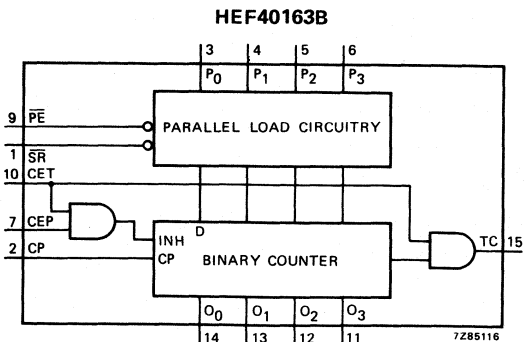 HEF40163B
3 4 5 6
P0 P1 P2 P3
9 PE
PARALLEL LOAD CIRCUITRY
1 SR
10 CET
7 CEP
2 CP
D
INH
CP
BINARY COUNTER
TC 15
O0 O1 O2 O3
14 13 12 11
7Z85116